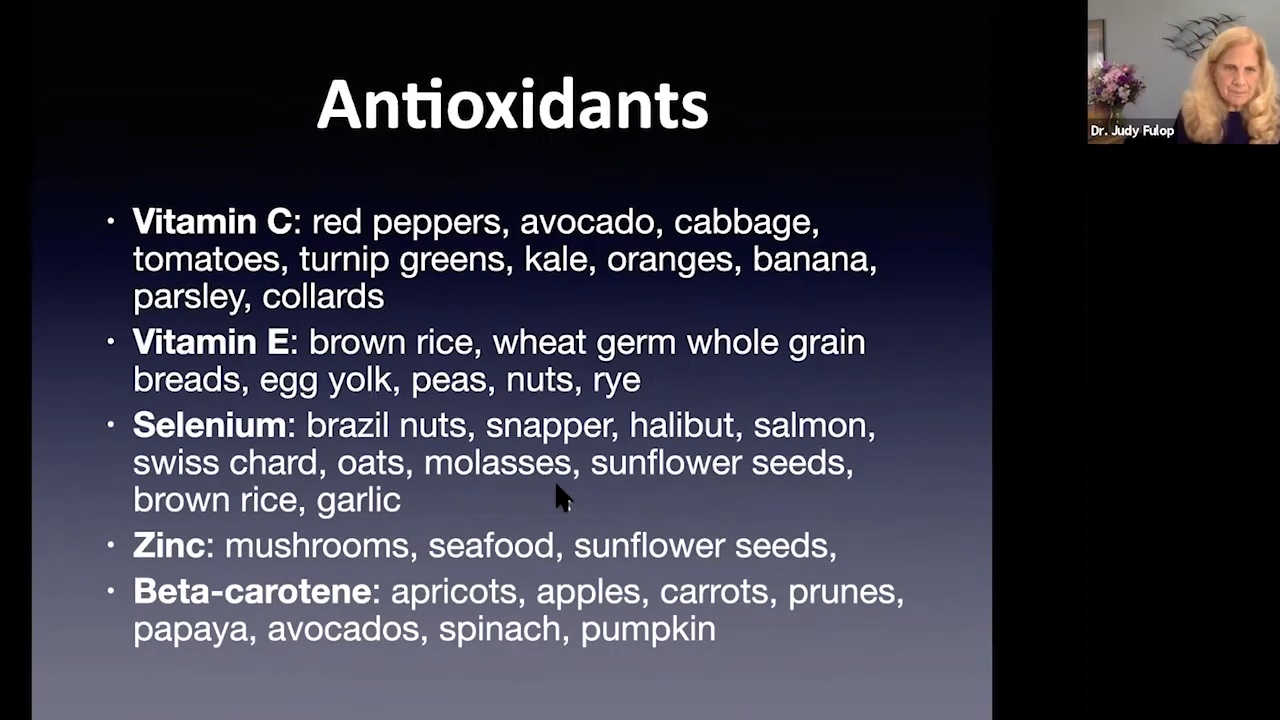 Antioxidants
• Vitamin C: red peppers, avocado, cabbage,
tomatoes, turnip greens, kale, oranges, banana,
parsley, collards
• Vitamin E: brown rice, wheat germ whole grain
breads, egg yolk, peas, nuts, rye
• Selenium: brazil nuts, snapper, halibut, salmon,
swiss chard, oats, molasses, sunflower seeds,
brown rice, garlic
• Zinc: mushrooms, seafood, sunflower seeds,
• Beta-carotene: apricots, apples, carrots, prunes,
papaya, avocados, spinach, pumpkin
Dr. Judy Fulop